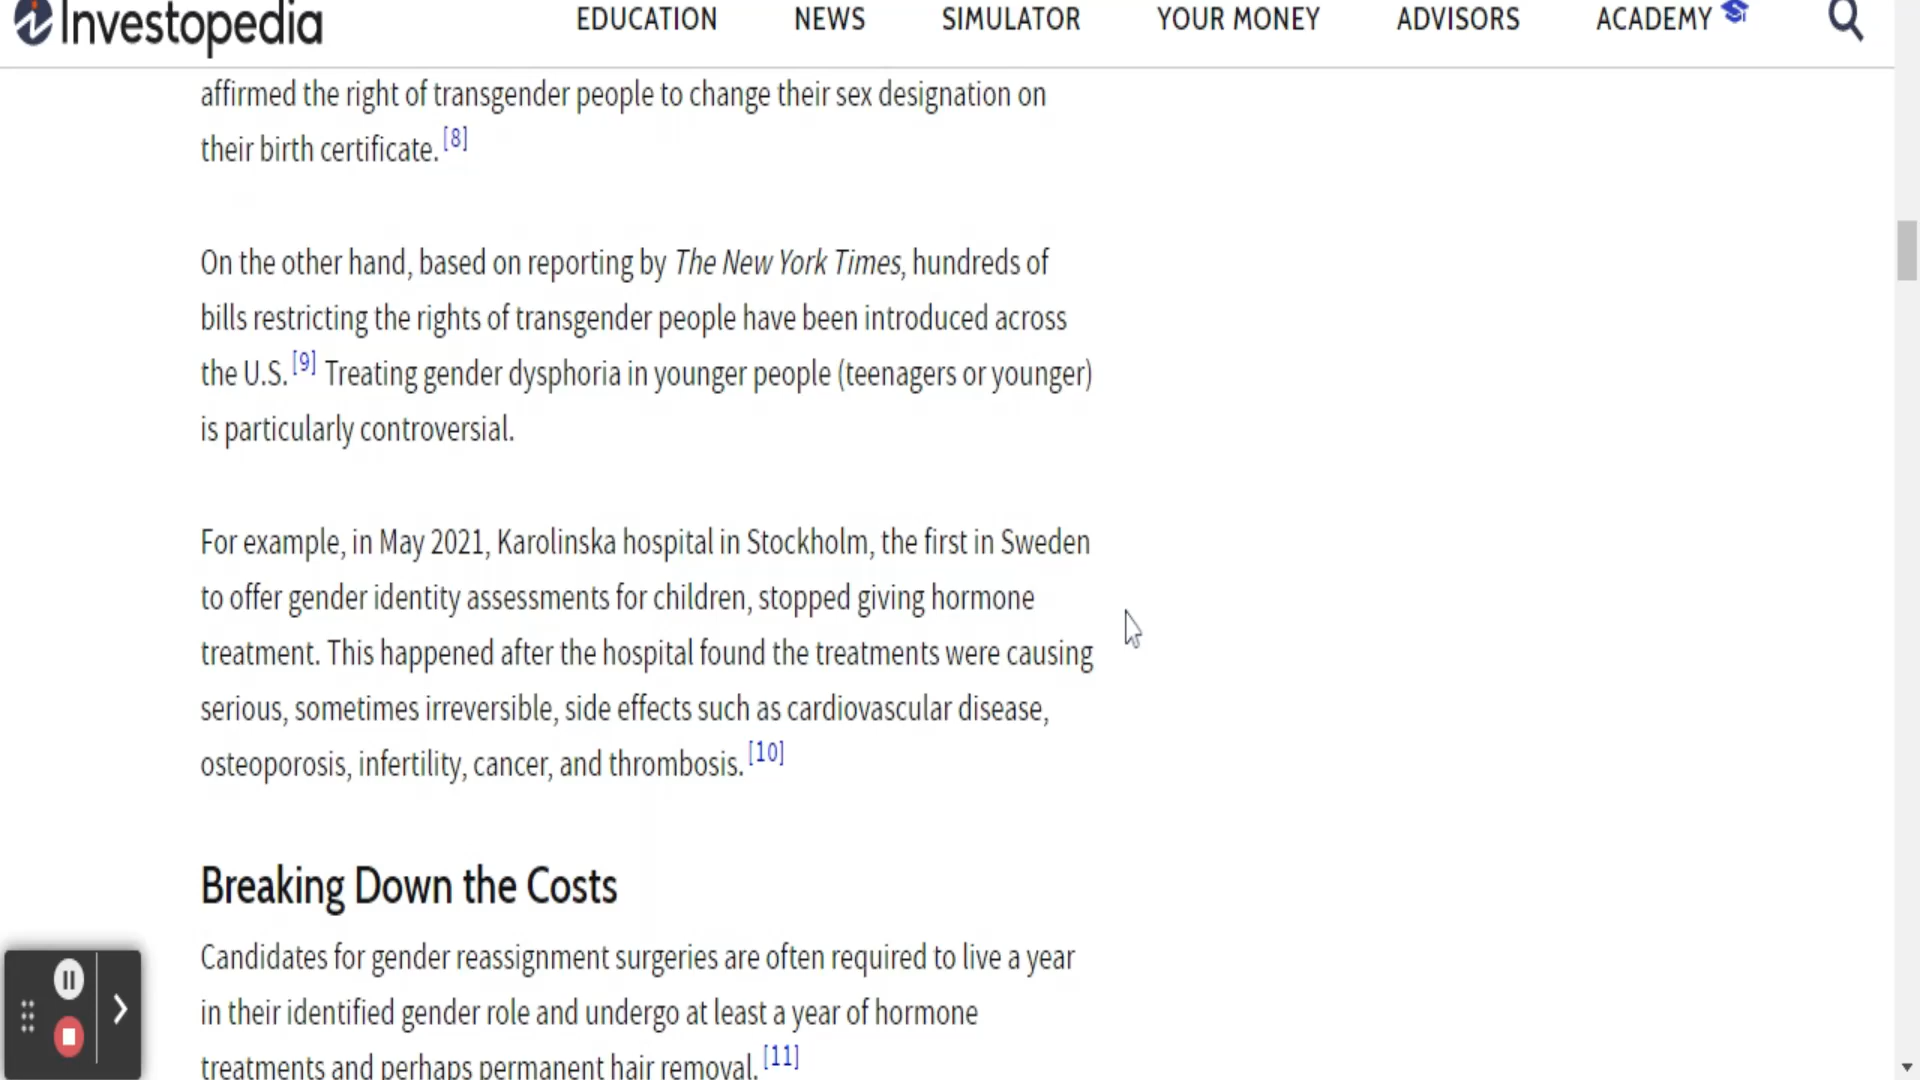 Investopedia
EDUCATION NEWS SIMULATOR YOUR MONEY ADVISORS ACADEMY
affirmed the right of transgender people to change their sex designation on
their birth certificate. [8]
On the other hand, based on reporting by The New York Times, hundreds of
bills restricting the rights of transgender people have been introduced across
the U.S. [9] Treating gender dysphoria in younger people (teenagers or younger)
is particularly controversial.
For example, in May 2021, Karolinska hospital in Stockholm, the first in Sweden
to offer gender identity assessments for children, stopped giving hormone
treatment. This happened after the hospital found the treatments were causing
serious, sometimes irreversible, side effects such as cardiovascular disease,
osteoporosis, infertility, cancer, and thrombosis. [10]
Breaking Down the Costs
Candidates for gender reassignment surgeries are often required to live a year
in their identified gender role and undergo at least a year of hormone
treatments and perhaps permanent hair removal. [11]